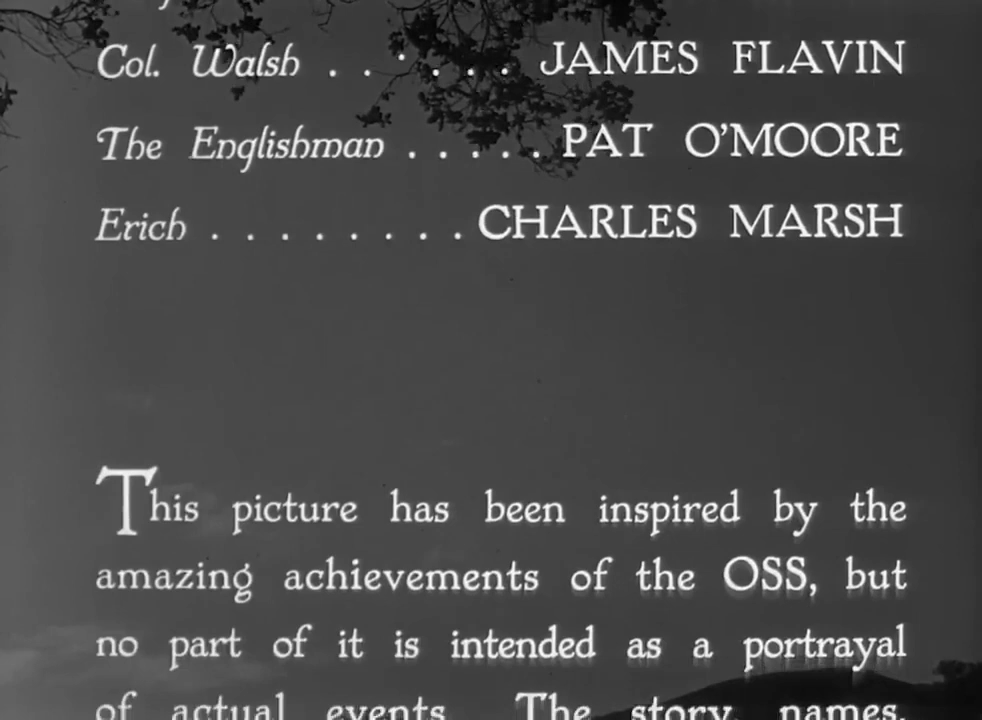 Col. Walsh . . . . . . JAMES FLAVIN
The Englishman . . . . . PAT O'MOORE
Erich . . . . . . . . . CHARLES MARSH
This picture has been inspired by the
amazing achievements of the OSS, but
no part of it is intended as a portrayal
of actual events. The story, names,